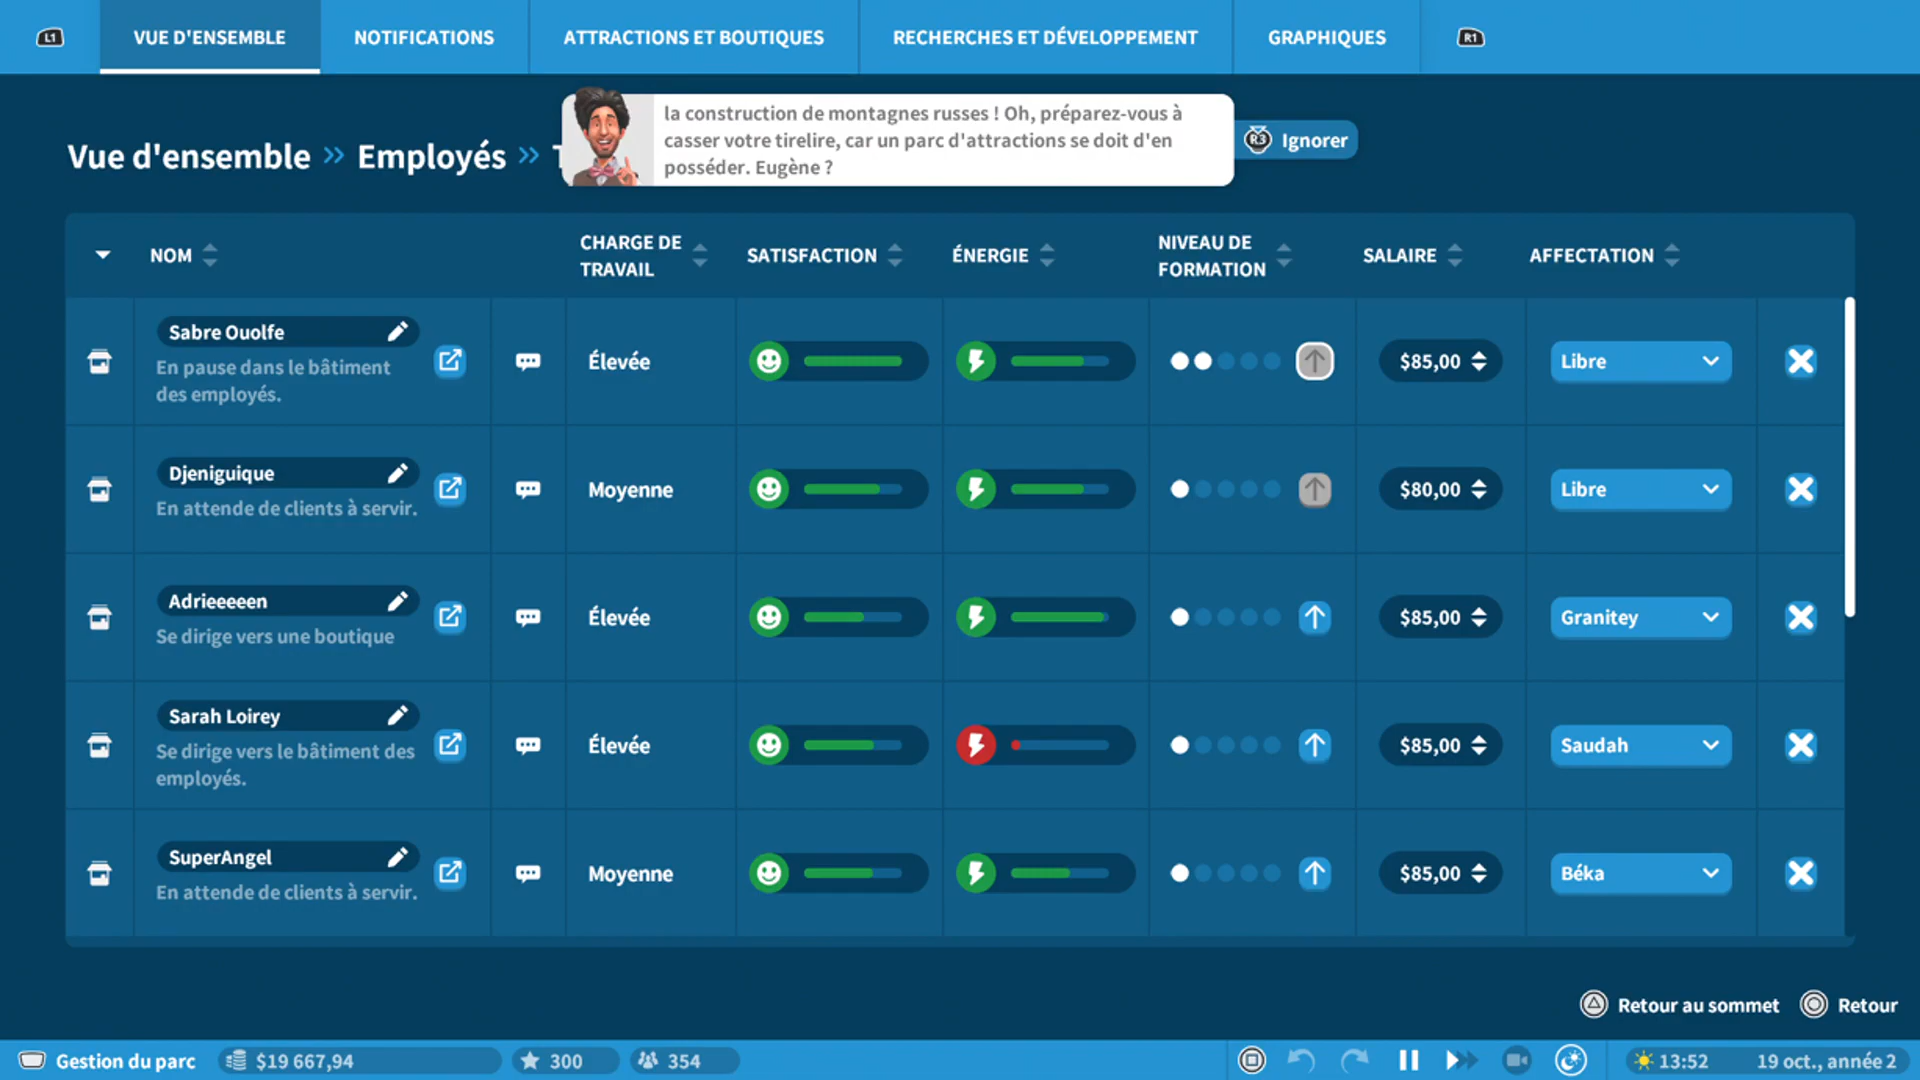 L1 VUE D'ENSEMBLE NOTIFICATIONS ATTRACTIONS ET BOUTIQUES RECHERCHES ET DÉVELOPPEMENT GRAPHIQUES R1
la construction de montagnes russes ! Oh, préparez-vous à
casser votre tirelire, car un parc d'attractions se doit d'en
posséder. Eugène ?
R3 Ignorer
Vue d'ensemble » Employés »
NOM
CHARGE DE
TRAVAIL
SATISFACTION
ÉNERGIE
NIVEAU DE
FORMATION
SALAIRE
AFFECTATION
Sabre Ouolfe
En pause dans le bâtiment
des employés.
Élevée
$85,00
Libre
Djeniguique
En attende de clients à servir.
Moyenne
$80,00
Libre
Adrieeeeen
Se dirige vers une boutique
Élevée
$85,00
Granitey
Sarah Loirey
Se dirige vers le bâtiment des
employés.
Élevée
$85,00
Saudah
SuperAngel
En attende de clients à servir.
Moyenne
$85,00
Béka
Retour au sommet Retour
Gestion du parc $19 667,94 300 354 13:52 19 oct., année 2